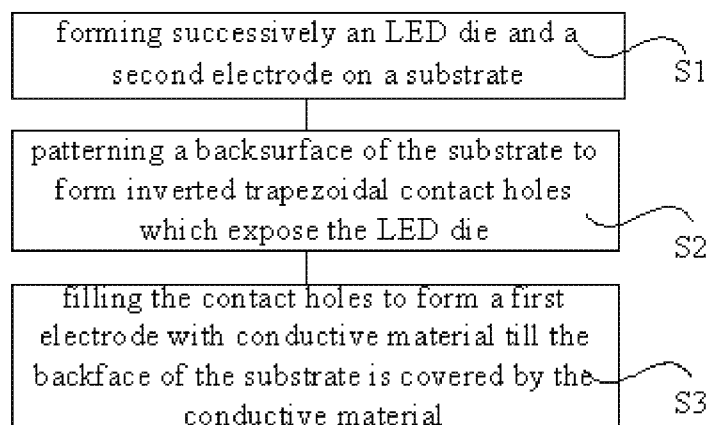 forming successively an LED die and a
second electrode on a substrate
S1
patterning a backsurface of the substrate to
form inverted trapezoidal contact holes
which expose the LED die
S2
filling the contact holes to form a first
electrode with conductive material till the
backface of the substrate is covered by the
conductive material
S3